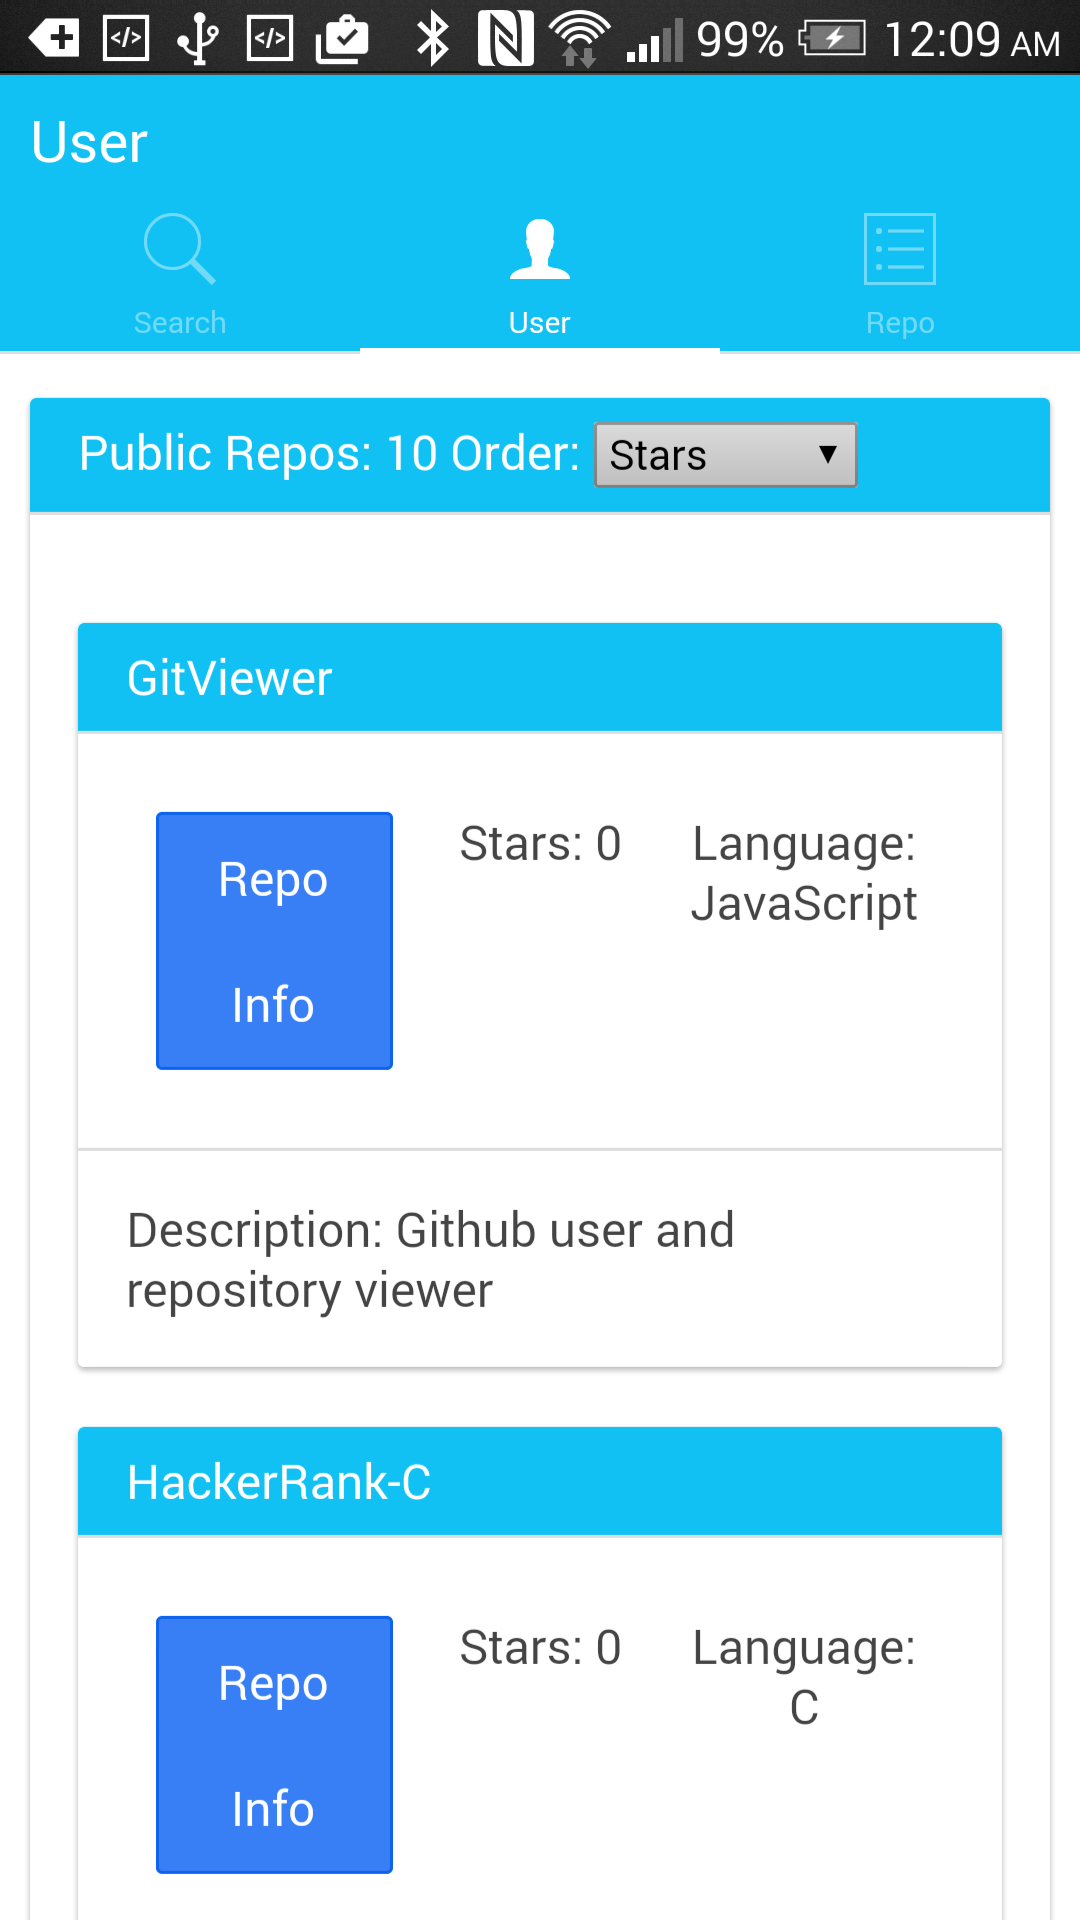 99% 12:09 AM
User
Search User Repo
Public Repos: 10 Order: Stars
GitViewer
Repo Info
Stars: 0
Language: JavaScript
Description: Github user and
repository viewer
HackerRank-C
Repo Info
Stars: 0
Language: C